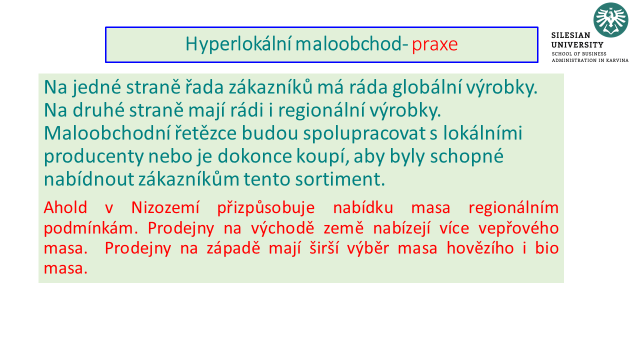 Hyperlokální maloobchod- praxe
SILESIAN
UNIVERSITY
SCHOOL OF BUSINESS
ADMINISTRATION IN KARVINA
Na jedné straně řada zákazníků má ráda globální výrobky.
Na druhé straně mají rádi i regionální výrobky.
Maloobchodní řetězce budou spolupracovat s lokálními
producenty nebo je dokonce koupí, aby byly schopné
nabídnout zákazníkům tento sortiment.
Ahold v Nizozemí přizpůsobuje nabídku masa regionálním
podmínkám. Prodejny na východě země nabízejí více vepřového
masa. Prodejny na západě mají širší výběr masa hovězího i bio
masa.